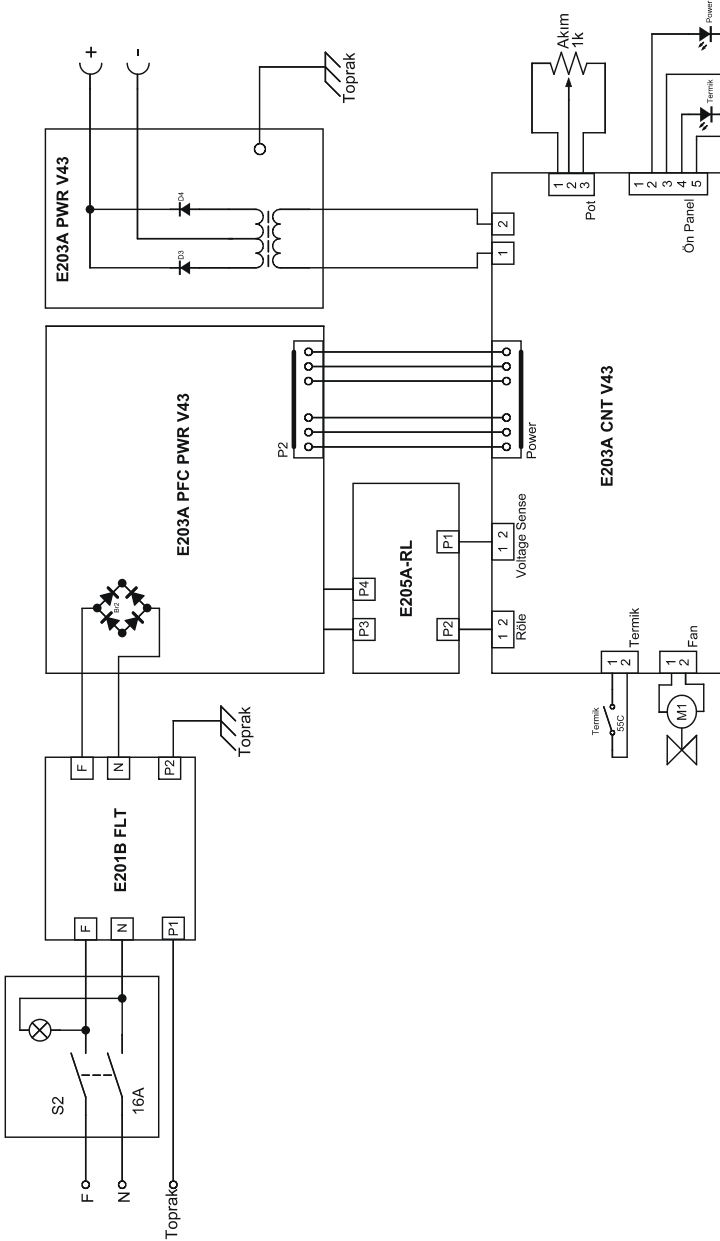 +
-
Toprak
E203A PWR V43
D4
D3
Akım
1k
1
2
3
Pot
Power
Termik
1
2
3
4
5
Ön Panel
2
1
E203A PFC PWR V43
P2
Br2
Power
E203A CNT V43
E205A-RL
P1
P4
P3
P2
1 2
Voltage Sense
1 2
Röle
Termik
1
2
Termik
55C
Fan
1
2
M1
E201B FLT
F
N
P2
Toprak
F
N
P1
S2
16A
F
N
Toprak